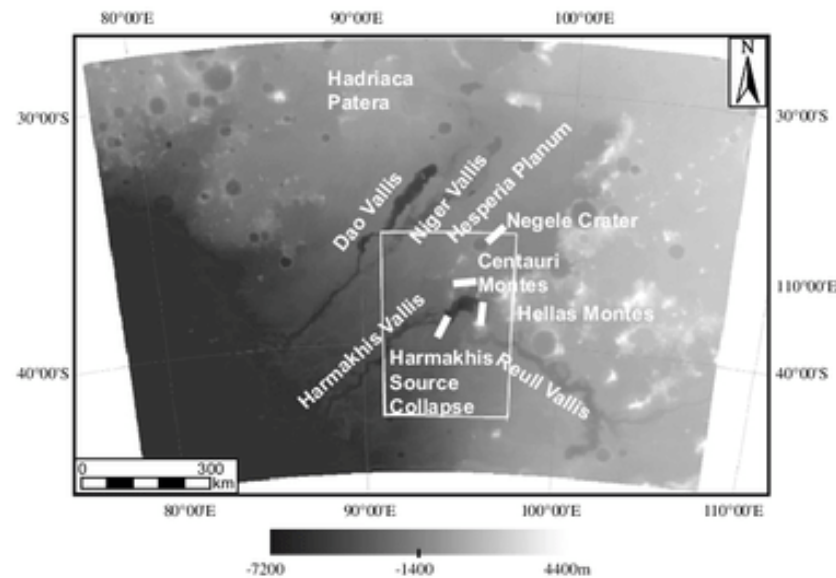 80°00'E
90°00'E
100°00'E
N
Hadriaca
Patera
30°00'S
30°00'S
Dao Vallis
Niger Vallis
Hesperia Planum
Negele Crater
Centauri
Montes
110°00'E
Hellas Montes
Harmakhis Vallis
Harmakhis
Source
Collapse
Reull Vallis
40°00'S
40°00'S
0 300
km
80°00'E
90°00'E
100°00'E
110°00'E
-7200
-1400
4400m